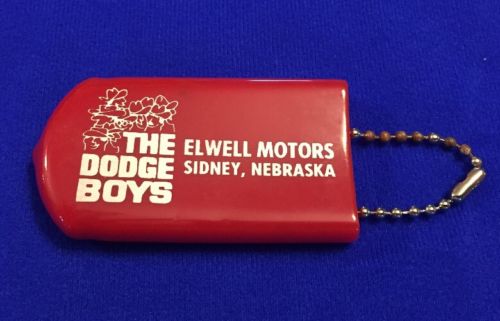 THE
DODGE
BOYS
ELWELL MOTORS
SIDNEY, NEBRASKA